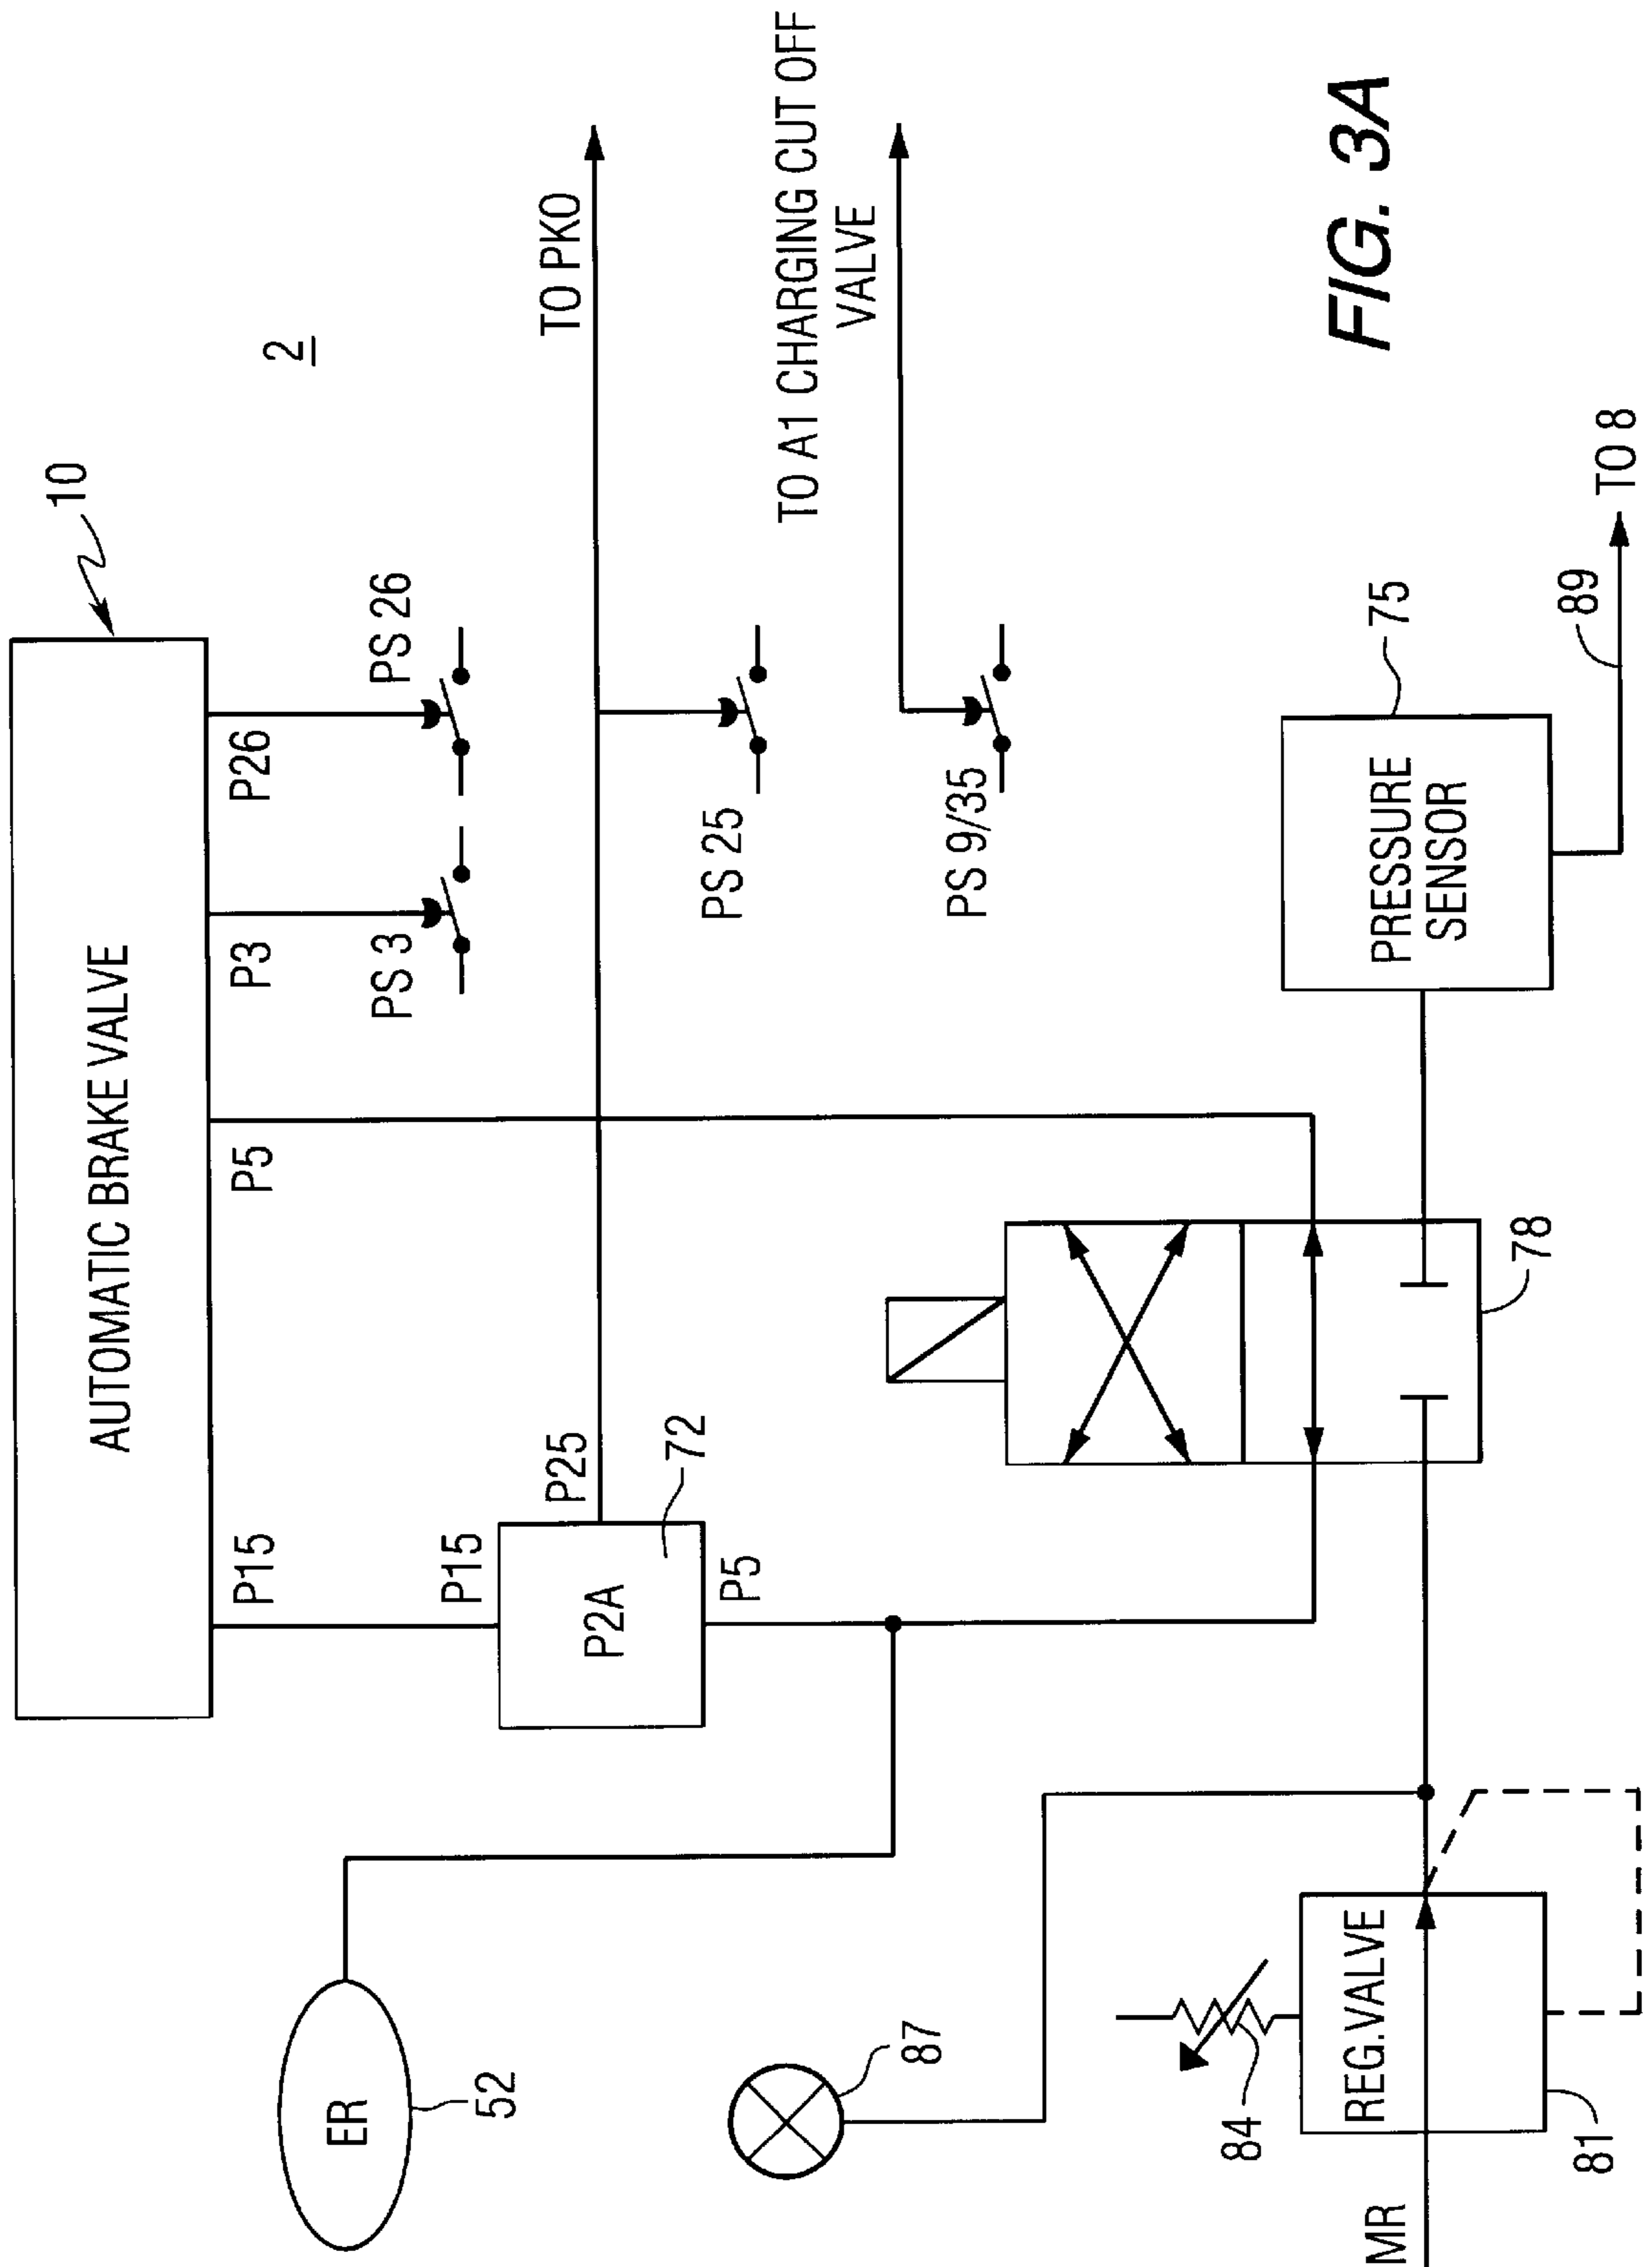 10
2
AUTOMATIC BRAKE VALVE
P15
P5
P3
P26
PS 3
PS 26
TO PKO
P15
P25
P2A
72
P5
PS 25
TO A1 CHARGING CUT OFF
VALVE
PS 9/35
ER
52
87
84
REG. VALVE
81
MR
78
PRESSURE
SENSOR
75
89
TO 8
FIG. 3A